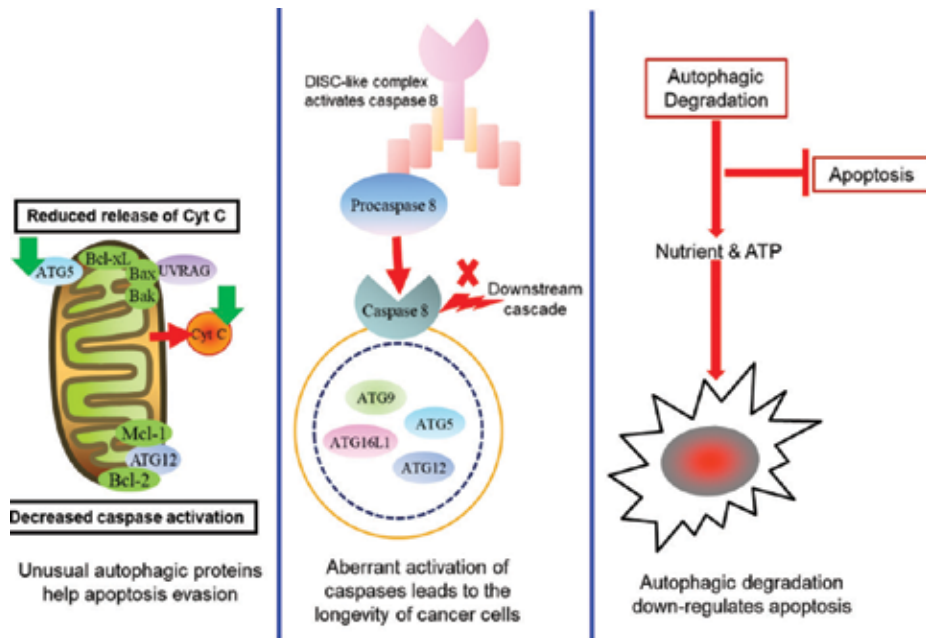 Reduced release of Cyt C
ATG5
Bcl-xL
Bax
UVRAG
Bak
Cyt C
Mcl-1
ATG12
Bcl-2
Decreased caspase activation
Unusual autophagic proteins
help apoptosis evasion
DISC-like complex
activates caspase 8
Procaspase 8
Caspase 8
Downstream
cascade
ATG9
ATG5
ATG16L1
ATG12
Aberrant activation of
caspases leads to the
longevity of cancer cells
Autophagic
Degradation
Apoptosis
Nutrient & ATP
Autophagic degradation
down-regulates apoptosis